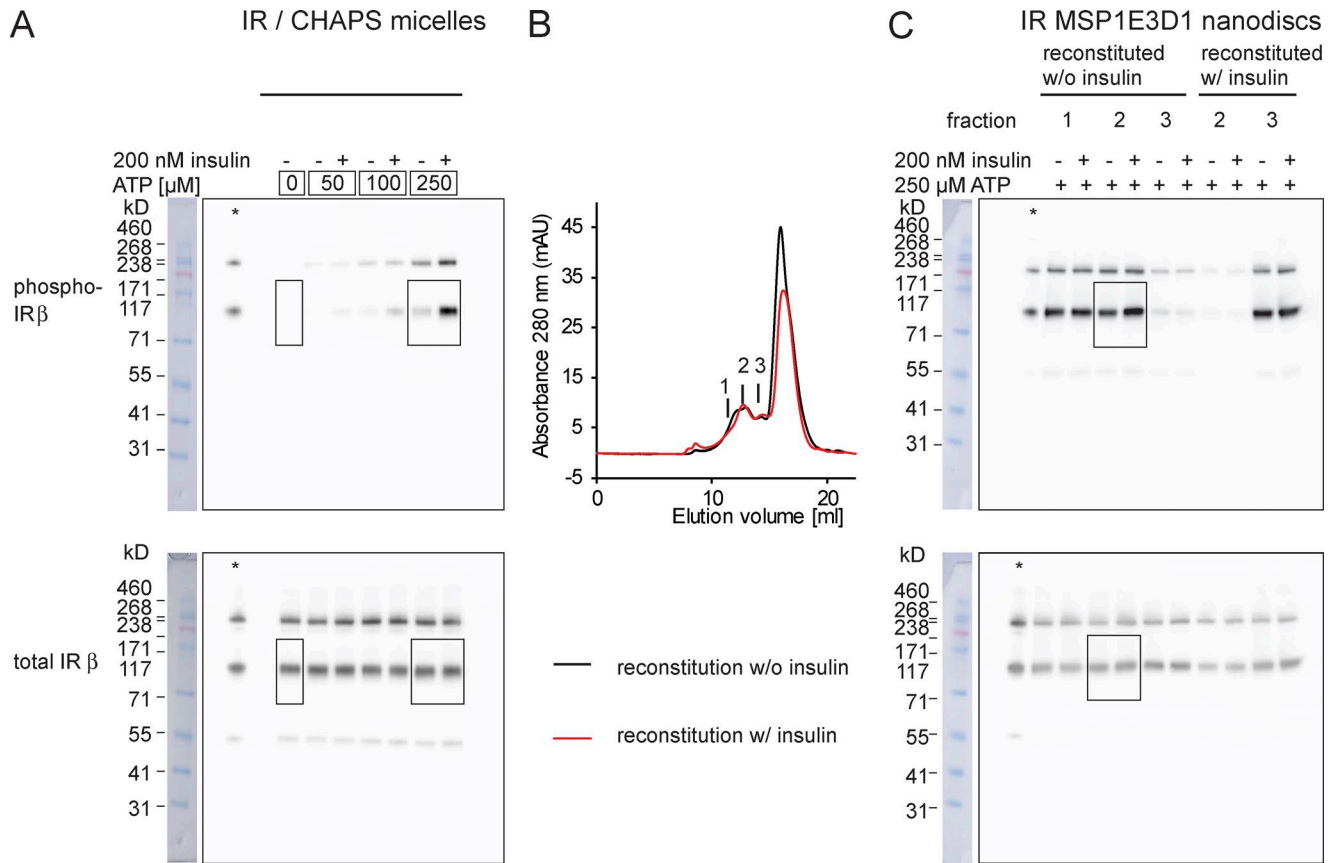 A
IR / CHAPS micelles
200 nM insulin - - + - + - +
ATP [µM] 0 50 100 250
kD
*
460
268
238
171
117
71
55
41
31
phospho-
IRβ
kD
*
460
268
238
171
117
71
55
41
31
total IR β
B
Absorbance 280 nm (mAU)
45
35
25
15
5
-5
1 2 3
0 10 20
Elution volume [ml]
reconstitution w/o insulin
reconstitution w/ insulin
C
IR MSP1E3D1 nanodiscs
reconstituted
w/o insulin
reconstituted
w/ insulin
fraction 1 2 3 2 3
200 nM insulin - + - + - + - + - +
250 µM ATP + + + + + + + + + +
kD
*
460
268
238
171
117
71
55
41
31
kD
*
460
268
238
171
117
71
55
41
31